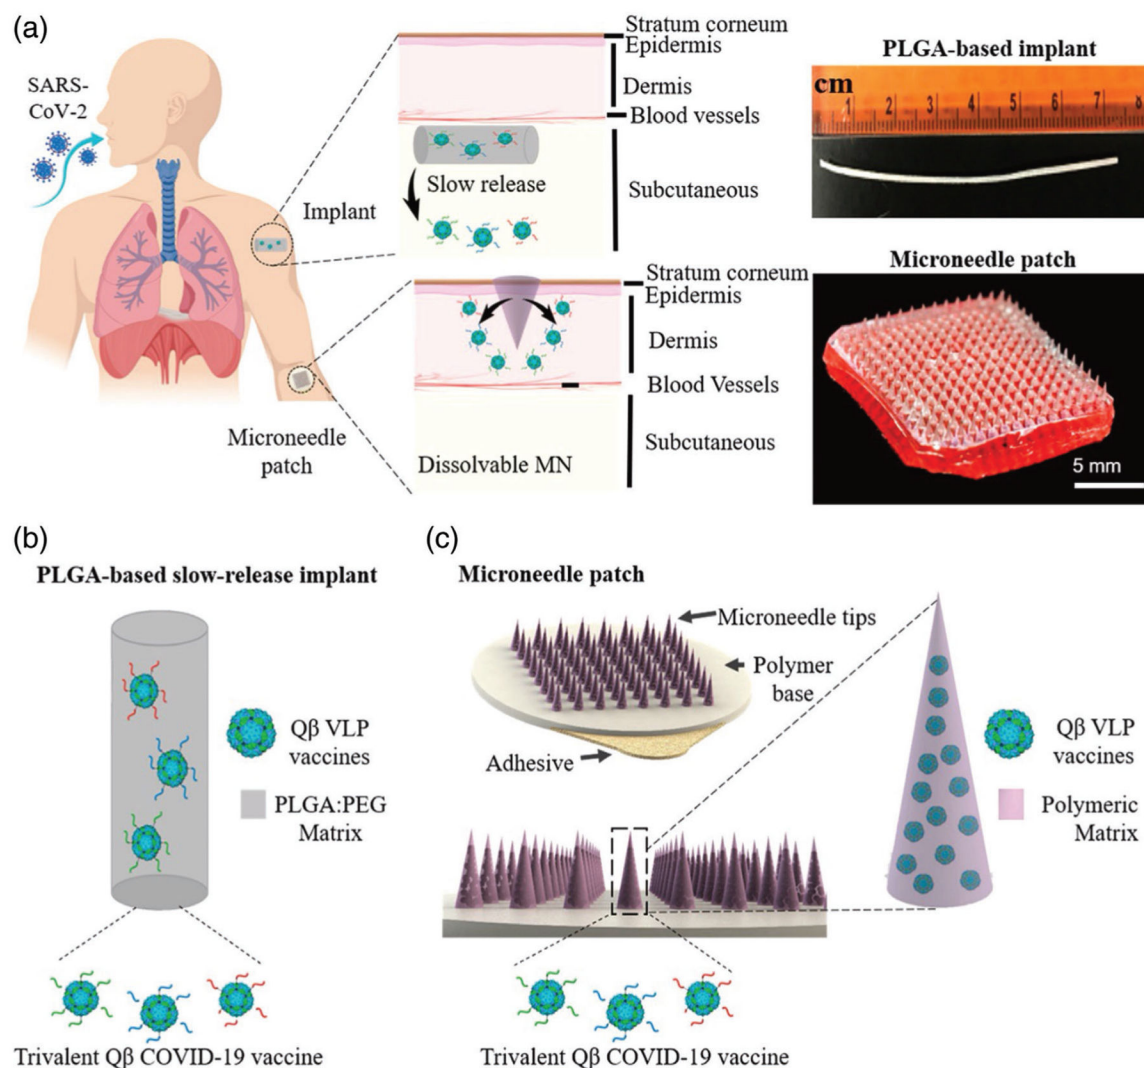 (a)
SARS-
CoV-2
Implant
Microneedle
patch
Stratum corneum
Epidermis
Dermis
Blood vessels
Slow release
Subcutaneous
Stratum corneum
Epidermis
Dermis
Blood Vessels
Subcutaneous
Dissolvable MN
PLGA-based implant
cm
1 2 3 4 5 6 7 8
Microneedle patch
5 mm
(b)
PLGA-based slow-release implant
Qβ VLP
vaccines
PLGA:PEG
Matrix
Trivalent Qβ COVID-19 vaccine
(c)
Microneedle patch
Microneedle tips
Polymer
base
Adhesive
Qβ VLP
vaccines
Polymeric
Matrix
Trivalent Qβ COVID-19 vaccine